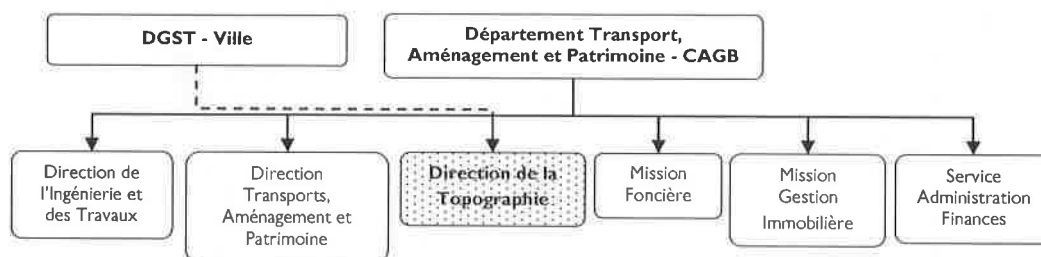 DGST - Ville
Département Transport,
Aménagement et Patrimoine - CAGB
Direction de
l'Ingénierie et
des Travaux
Direction
Transports,
Aménagement et
Patrimoine
Direction de la
Topographie
Mission
Foncière
Mission
Gestion
Immobilière
Service
Administration
Finances